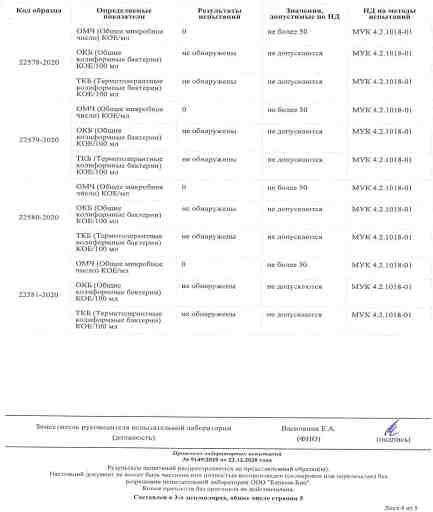 Код образца Определяемые показатели Результаты испытаний Значения, допустимые по НД НД на методы испытаний
22578-2020
ОМЧ (Общее микробное число) КОЕ/мл 0 не более 50 МУК 4.2.1018-01
ОКБ (Общие колиформные бактерии) КОЕ/100 мл не обнаружены не допускаются МУК 4.2.1018-01
ТКБ (Термотолерантные колиформные бактерии) КОЕ/100 мл не обнаружены не допускаются МУК 4.2.1018-01
22579-2020
ОМЧ (Общее микробное число) КОЕ/мл 0 не более 50 МУК 4.2.1018-01
ОКБ (Общие колиформные бактерии) КОЕ/100 мл не обнаружены не допускаются МУК 4.2.1018-01
ТКБ (Термотолерантные колиформные бактерии) КОЕ/100 мл не обнаружены не допускаются МУК 4.2.1018-01
22580-2020
ОМЧ (Общее микробное число) КОЕ/мл 0 не более 50 МУК 4.2.1018-01
ОКБ (Общие колиформные бактерии) КОЕ/100 мл не обнаружены не допускаются МУК 4.2.1018-01
ТКБ (Термотолерантные колиформные бактерии) КОЕ/100 мл не обнаружены не допускаются МУК 4.2.1018-01
22581-2020
ОМЧ (Общее микробное число) КОЕ/мл 0 не более 50 МУК 4.2.1018-01
ОКБ (Общие колиформные бактерии) КОЕ/100 мл не обнаружены не допускаются МУК 4.2.1018-01
ТКБ (Термотолерантные колиформные бактерии) КОЕ/100 мл не обнаружены не допускаются МУК 4.2.1018-01
Заместитель руководителя испытательной лаборатории Е.А.
(должность) (ФИО) (подпись)
Протокол лабораторных испытаний
от 22.12.2020 года
Результаты испытаний распространяются на представленный образец(ы).
Настоящий документ не может быть частично или полностью воспроизведен (скопирован или перепечатан) без
разрешения испытательной лаборатории ООО
Копия протокола без оригинала не действительна.
Составлен в 3-х экземплярах, общее число страниц 5
Лист 4 из 5